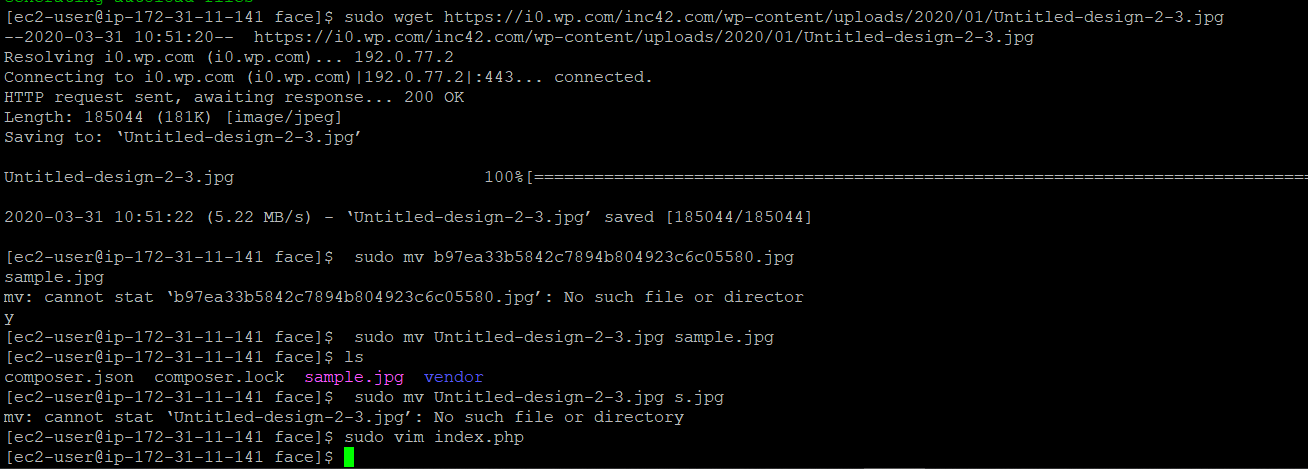 generating autoload files
[ec2-user@ip-172-31-11-141 face]$ sudo wget https://i0.wp.com/inc42.com/wp-content/uploads/2020/01/Untitled-design-2-3.jpg
--2020-03-31 10:51:20--  https://i0.wp.com/inc42.com/wp-content/uploads/2020/01/Untitled-design-2-3.jpg
Resolving i0.wp.com (i0.wp.com)... 192.0.77.2
Connecting to i0.wp.com (i0.wp.com)|192.0.77.2|:443... connected.
HTTP request sent, awaiting response... 200 OK
Length: 185044 (181K) [image/jpeg]
Saving to: ‘Untitled-design-2-3.jpg’
Untitled-design-2-3.jpg                         100%[==============================================================================
2020-03-31 10:51:22 (5.22 MB/s) - ‘Untitled-design-2-3.jpg’ saved [185044/185044]
[ec2-user@ip-172-31-11-141 face]$  sudo mv b97ea33b5842c7894b804923c6c05580.jpg
sample.jpg
mv: cannot stat ‘b97ea33b5842c7894b804923c6c05580.jpg’: No such file or director
y
[ec2-user@ip-172-31-11-141 face]$  sudo mv Untitled-design-2-3.jpg sample.jpg
[ec2-user@ip-172-31-11-141 face]$ ls
composer.json  composer.lock  sample.jpg  vendor
[ec2-user@ip-172-31-11-141 face]$  sudo mv Untitled-design-2-3.jpg s.jpg
mv: cannot stat ‘Untitled-design-2-3.jpg’: No such file or directory
[ec2-user@ip-172-31-11-141 face]$ sudo vim index.php
[ec2-user@ip-172-31-11-141 face]$